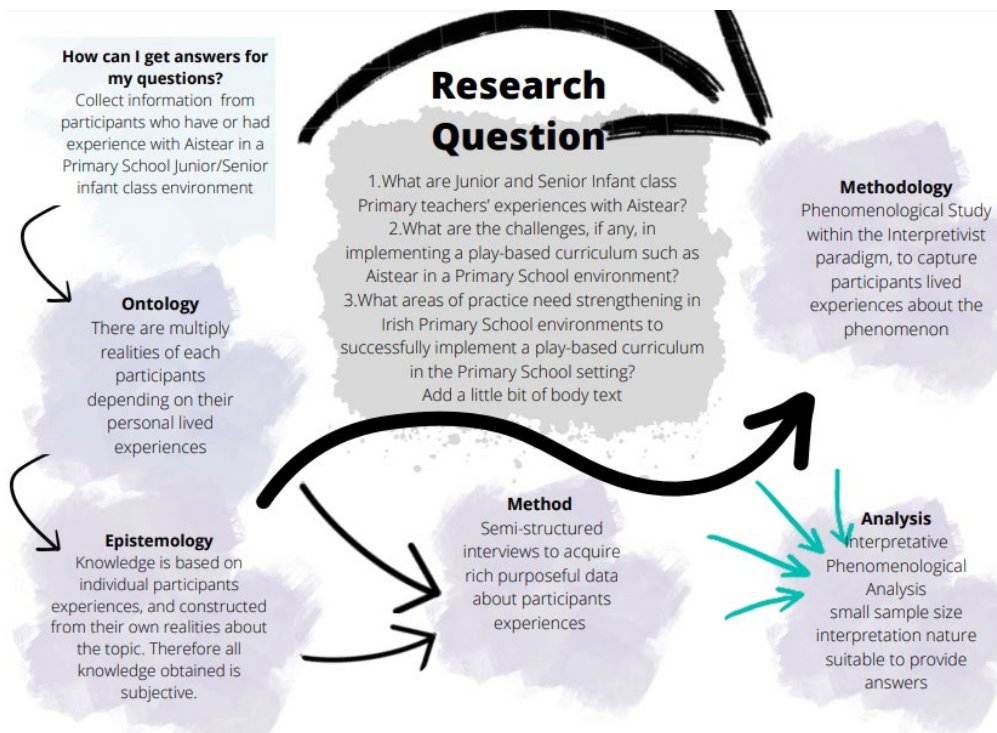 How can I get answers for
my questions?
Collect information from
participants who have or had
experience with Aistear in a
Primary School Junior/Senior
infant class environment
Ontology
There are multiply
realities of each
participants
depending on their
personal lived
experiences
Epistemology
Knowledge is based on
individual participants
experiences, and constructed
from their own realities about
the topic. Therefore all
knowledge obtained is
subjective.
Research
Question
1.What are Junior and Senior Infant class
Primary teachers’ experiences with Aistear?
2.What are the challenges, if any, in
implementing a play-based curriculum such as
Aistear in a Primary School environment?
3.What areas of practice need strengthening in
Irish Primary School environments to
successfully implement a play-based curriculum
in the Primary School setting?
Add a little bit of body text
Method
Semi-structured
interviews to acquire
rich purposeful data
about participants
experiences
Methodology
Phenomenological Study
within the Interpretivist
paradigm, to capture
participants lived
experiences about the
phenomenon
Analysis
Interpretative
Phenomenological
Analysis
small sample size
interpretation nature
suitable to provide
answers